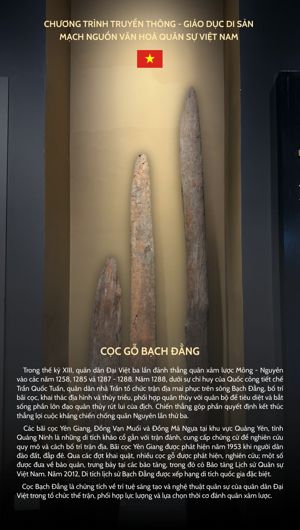 CHƯƠNG TRÌNH TRUYỀN THÔNG - GIÁO DỤC DI SẢN
MẠCH NGUỒN VĂN HOÁ QUÂN SỰ VIỆT NAM
CỌC GỖ BẠCH ĐẰNG
Trong thế kỷ XIII, quân dân Đại Việt ba lần đánh thắng quân xâm lược Mông - Nguyên
vào các năm 1258, 1285 và 1287 - 1288. Năm 1288, dưới sự chỉ huy của Quốc công tiết chế
Trần Quốc Tuấn, quân dân nhà Trần tổ chức trận địa mai phục trên sông Bạch Đằng, bố trí
bãi cọc, khai thác địa hình và thủy triều, phối hợp quân thủy với quân bộ để tiêu diệt và bắt
sống phần lớn đạo quân thủy rút lui của địch. Chiến thắng góp phần quyết định kết thúc
thắng lợi cuộc kháng chiến chống quân Nguyên lần thứ ba.
Các bãi cọc Yên Giang, Đồng Vạn Muối và Đồng Má Ngựa tại khu vực Quảng Yên, tỉnh
Quảng Ninh là những di tích khảo cổ gắn với trận đánh, cung cấp chứng cứ để nghiên cứu
quy mô và cách bố trí trận địa. Bãi cọc Yên Giang được phát hiện năm 1953 khi người dân
đào đất, đắp đê. Qua các đợt khai quật, nhiều cọc gỗ được phát hiện, nghiên cứu; một số
được đưa về bảo quản, trưng bày tại các bảo tàng, trong đó có Bảo tàng Lịch sử Quân sự
Việt Nam. Năm 2012, Di tích lịch sử Bạch Đằng được xếp hạng di tích quốc gia đặc biệt.
Cọc Bạch Đằng là chứng tích về trí tuệ sáng tạo và nghệ thuật quân sự của quân dân Đại
Việt trong tổ chức thế trận, phối hợp lực lượng và lựa chọn thời cơ đánh quân xâm lược.